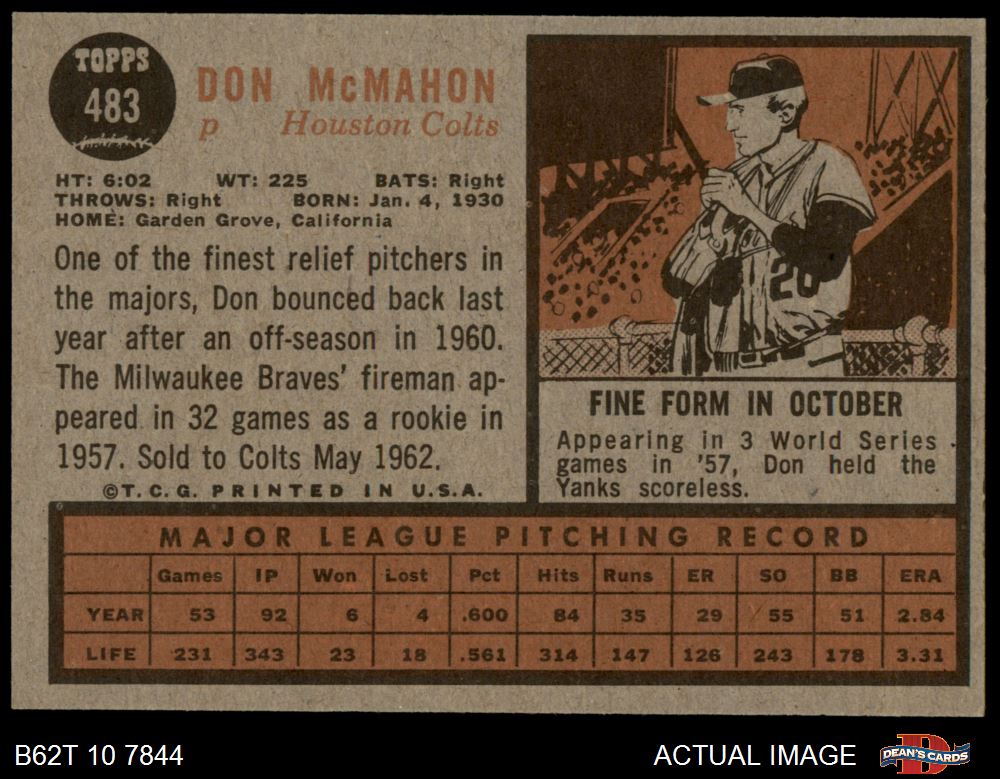 TOPPS
483
DON McMAHON
p Houston Colts
HT: 6:02 WT: 225 BATS: Right
THROWS: Right BORN: Jan. 4, 1930
HOME: Garden Grove, California
One of the finest relief pitchers in
the majors, Don bounced back last
year after an off-season in 1960.
The Milwaukee Braves' fireman ap-
peared in 32 games as a rookie in
1957. Sold to Colts May 1962.
©T.C.G. PRINTED IN U.S.A.
20
FINE FORM IN OCTOBER
Appearing in 3 World Series
games in '57, Don held the
Yanks scoreless.
MAJOR LEAGUE PITCHING RECORD
Games IP Won Lost Pct Hits Runs ER SO BB ERA
YEAR 53 92 6 4 .600 84 35 29 55 51 2.84
LIFE 231 343 23 18 .561 314 147 126 243 178 3.31
B62T 10 7844 ACTUAL IMAGE DEAN'S CARDS